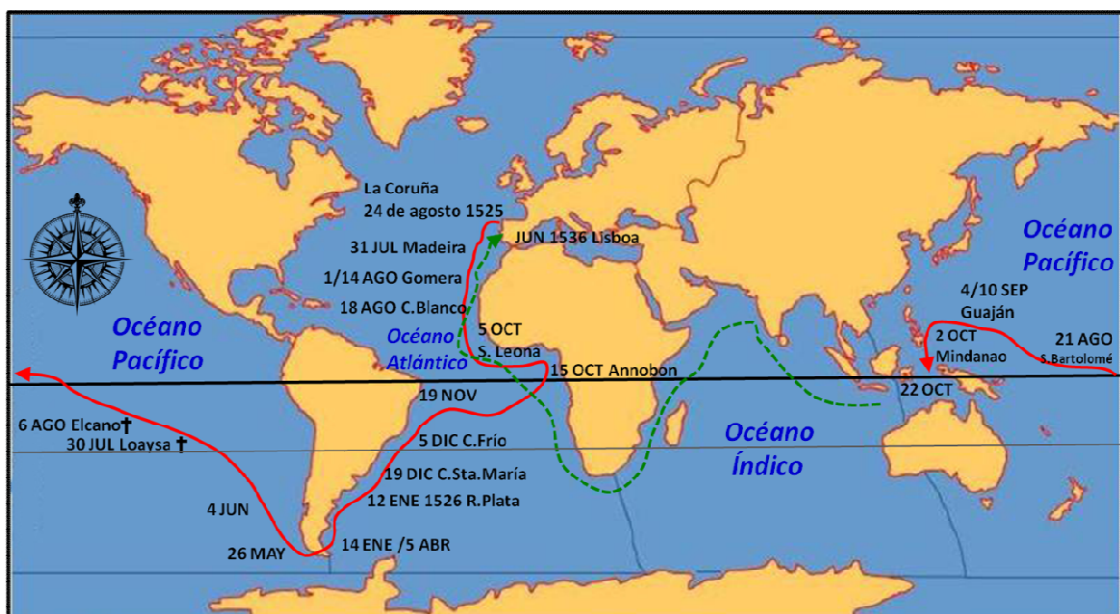 La Coruña
24 de agosto 1525
JUN 1536 Lisboa
31 JUL Madeira
1/14 AGO Gomera
18 AGO C.Blanco
Océano
Pacífico
Océano
Atlántico
5 OCT
S. Leona
15 OCT Annobon
19 NOV
5 DIC C.Frio
19 DIC C.Sta.María
12 ENE 1526 R.Plata
14 ENE /5 ABR
26 MAY
4 JUN
30 JUL Loaysa ✝
6 AGO Elcano✝
Océano
Pacífico
4/10 SEP
Guaján
2 OCT
Mindanao
21 AGO
S.Bartolomé
22 OCT
Océano
Índico